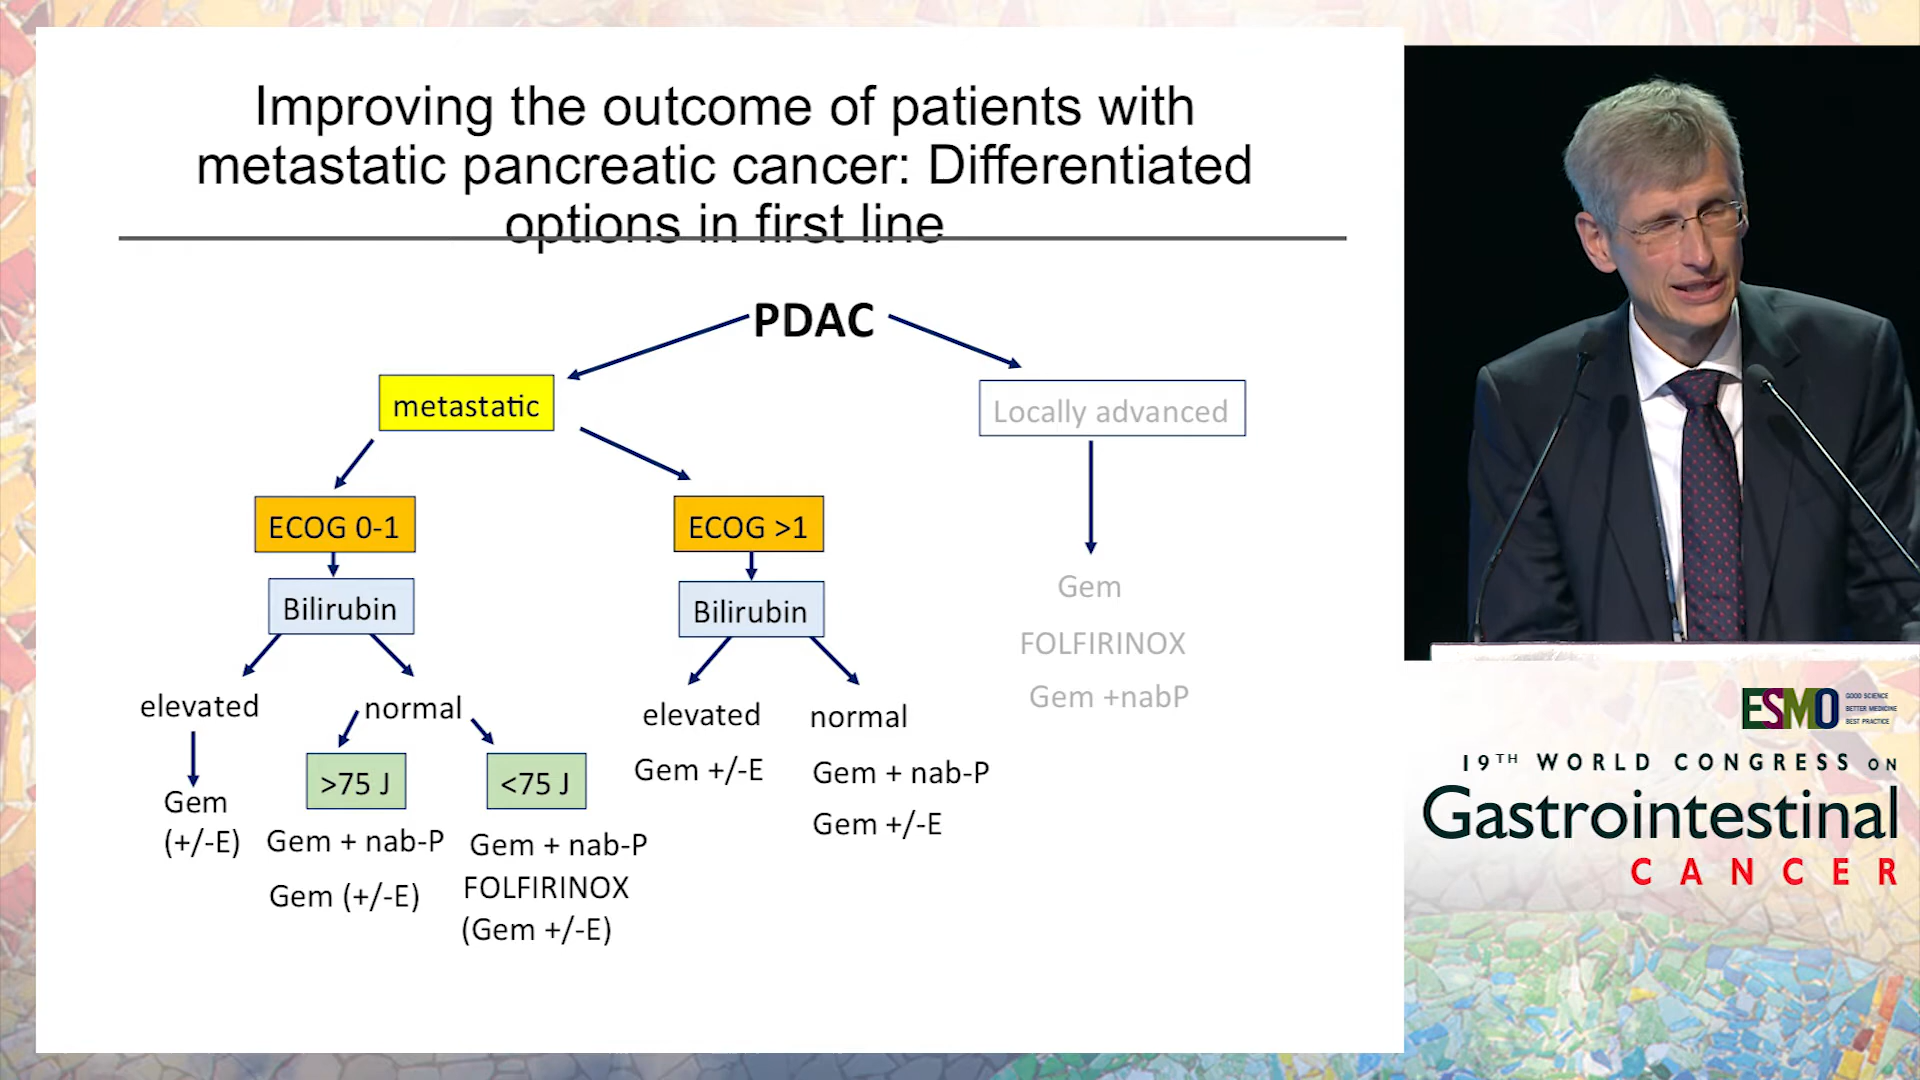 Improving the outcome of patients with
metastatic pancreatic cancer: Differentiated
options in first line
PDAC
metastatic
Locally advanced
ECOG 0-1
ECOG >1
Bilirubin
Bilirubin
elevated
normal
elevated
normal
Gem
(+/-E)
>75 J
<75 J
Gem + nab-P
Gem (+/-E)
Gem + nab-P
FOLFIRINOX
(Gem +/-E)
Gem +/-E
Gem + nab-P
Gem +/-E
Gem
FOLFIRINOX
Gem +nabP
ESMO
GOOD SCIENCE
BETTER MEDICINE
BEST PRACTICE
19TH WORLD CONGRESS ON
Gastrointestinal
CANCER